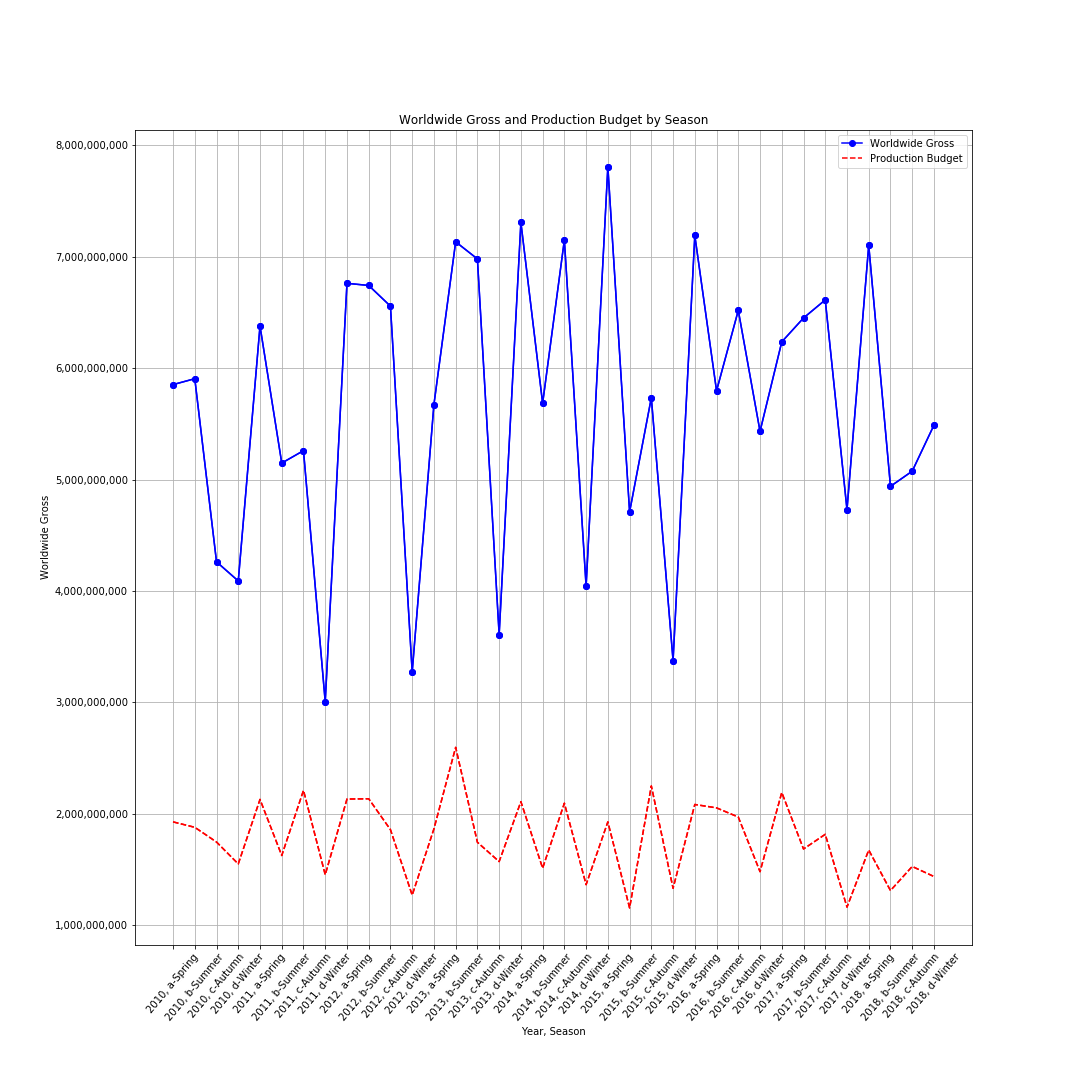 Worldwide Gross and Production Budget by Season
Worldwide Gross
Production Budget
8,000,000,000
7,000,000,000
6,000,000,000
5,000,000,000
4,000,000,000
3,000,000,000
2,000,000,000
1,000,000,000
Worldwide Gross
2010, a-Spring
2010, b-Summer
2010, c-Autumn
2010, d-Winter
2011, a-Spring
2011, b-Summer
2011, c-Autumn
2011, d-Winter
2012, a-Spring
2012, b-Summer
2012, c-Autumn
2012, d-Winter
2013, a-Spring
2013, b-Summer
2013, c-Autumn
2013, d-Winter
2014, a-Spring
2014, b-Summer
2014, c-Autumn
2014, d-Winter
2015, a-Spring
2015, b-Summer
2015, c-Autumn
2015, d-Winter
2016, a-Spring
2016, b-Summer
2016, c-Autumn
2016, d-Winter
2017, a-Spring
2017, b-Summer
2017, c-Autumn
2017, d-Winter
2018, a-Spring
2018, b-Summer
2018, c-Autumn
2018, d-Winter
Year, Season